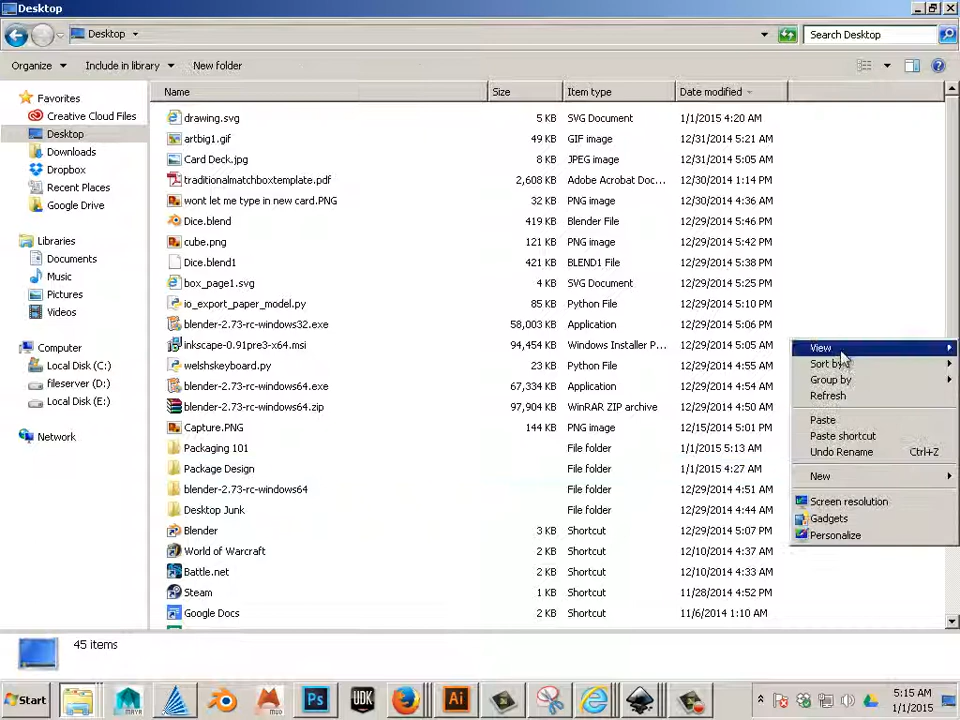 Desktop
Desktop
Search Desktop
Organize Include in library New folder
Name Size Item type Date modified
Favorites
Creative Cloud Files
Desktop
Downloads
Dropbox
Recent Places
Google Drive
Libraries
Documents
Music
Pictures
Videos
Computer
Local Disk (C:)
fileserver (D:)
Local Disk (E:)
Network
drawing.svg 5 KB SVG Document 1/1/2015 4:20 AM
artbig1.gif 49 KB GIF image 12/31/2014 5:21 AM
Card Deck.jpg 8 KB JPEG image 12/31/2014 5:05 AM
traditionalmatchboxtemplate.pdf 2,608 KB Adobe Acrobat Doc... 12/30/2014 1:14 PM
wont let me type in new card.PNG 32 KB PNG image 12/30/2014 4:36 AM
Dice.blend 419 KB Blender File 12/29/2014 5:46 PM
cube.png 121 KB PNG image 12/29/2014 5:42 PM
Dice.blend1 421 KB BLEND1 File 12/29/2014 5:38 PM
box_page1.svg 4 KB SVG Document 12/29/2014 5:25 PM
io_export_paper_model.py 85 KB Python File 12/29/2014 5:10 PM
blender-2.73-rc-windows32.exe 58,003 KB Application 12/29/2014 5:06 PM
inkscape-0.91pre3-x64.msi 94,454 KB Windows Installer P... 12/29/2014 5:05 AM
welshskeyboard.py 23 KB Python File 12/29/2014 4:55 AM
blender-2.73-rc-windows64.exe 67,334 KB Application 12/29/2014 4:51 AM
blender-2.73-rc-windows64.zip 97,904 KB WinRAR ZIP archive 12/29/2014 4:50 AM
Capture.PNG 144 KB PNG image 12/15/2014 5:01 AM
Packaging 101 File folder 1/1/2015 5:13 AM
Package Design File folder 1/1/2015 4:27 AM
blender-2.73-rc-windows64 File folder 12/29/2014 4:51 AM
Desktop Junk File folder 12/29/2014 4:44 AM
Blender 3 KB Shortcut 12/29/2014 5:07 PM
World of Warcraft 2 KB Shortcut 12/10/2014 4:37 AM
Battle.net 2 KB Shortcut 12/10/2014 4:33 AM
Steam 1 KB Shortcut 11/28/2014 4:52 PM
Google Docs 2 KB Shortcut 11/6/2014 1:10 AM
View
Sort by
Group by
Refresh
Paste
Paste shortcut
Undo Rename Ctrl+Z
New
Screen resolution
Gadgets
Personalize
45 items
Start
MAYA
MUD
Ps
UDK
Ai
5:15 AM
1/1/2015